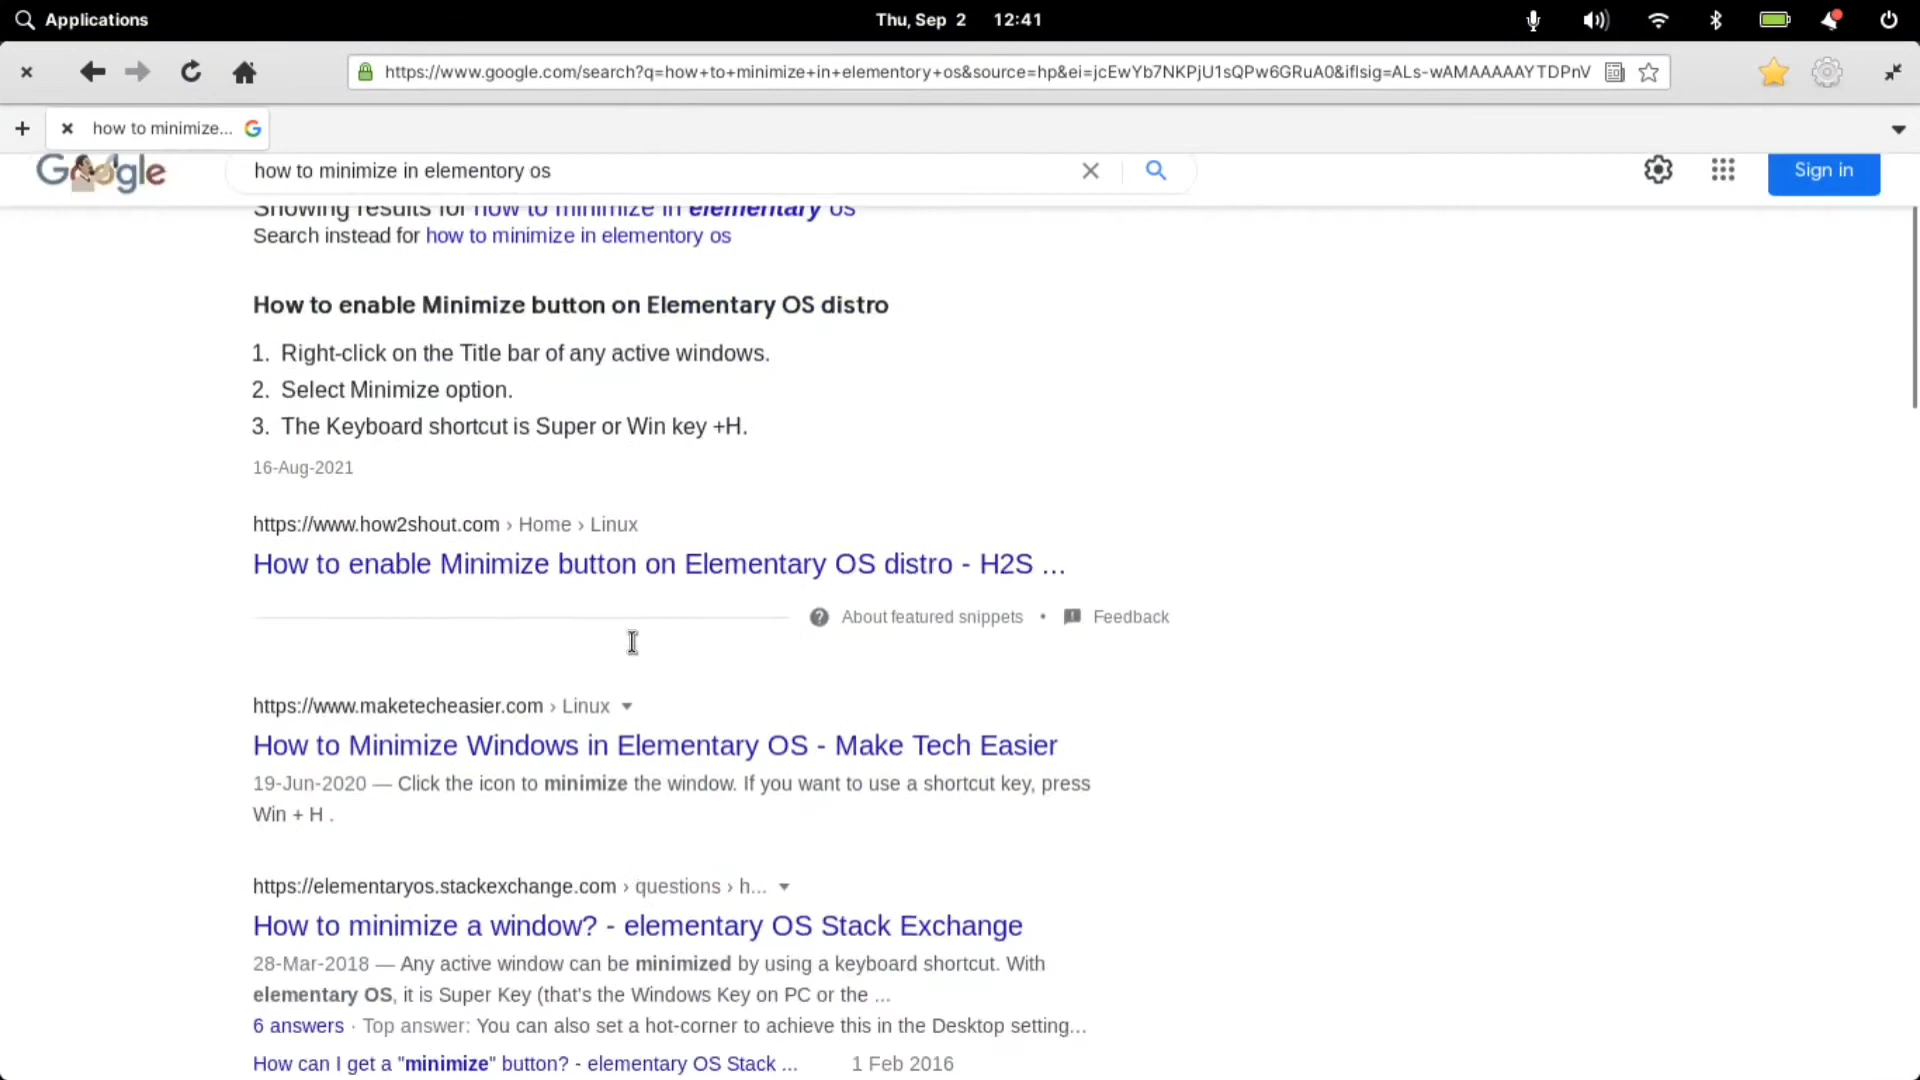 Applications
Thu, Sep 2 12:41
https://www.google.com/search?q=how+to+minimize+in+elementory+os&source=hp&ei=jcEwYb7NKPjU1sQPw6GRuA0&iflsig=ALs-wAMAAAAAYTDPnV
how to minimize...
Google
how to minimize in elementory os
Sign in
Showing results for how to minimize in elementary os
Search instead for how to minimize in elementory os
How to enable Minimize button on Elementary OS distro
1. Right-click on the Title bar of any active windows.
2. Select Minimize option.
3. The Keyboard shortcut is Super or Win key +H.
16-Aug-2021
https://www.how2shout.com › Home › Linux
How to enable Minimize button on Elementary OS distro - H2S ...
About featured snippets • Feedback
https://www.maketecheasier.com › Linux
How to Minimize Windows in Elementary OS - Make Tech Easier
19-Jun-2020 — Click the icon to minimize the window. If you want to use a shortcut key, press
Win + H .
https://elementaryos.stackexchange.com › questions › h...
How to minimize a window? - elementary OS Stack Exchange
28-Mar-2018 — Any active window can be minimized by using a keyboard shortcut. With
elementary OS, it is Super Key (that's the Windows Key on PC or the ...
6 answers · Top answer: You can also set a hot-corner to achieve this in the Desktop setting...
How can I get a "minimize" button? - elementary OS Stack ... 1 Feb 2016